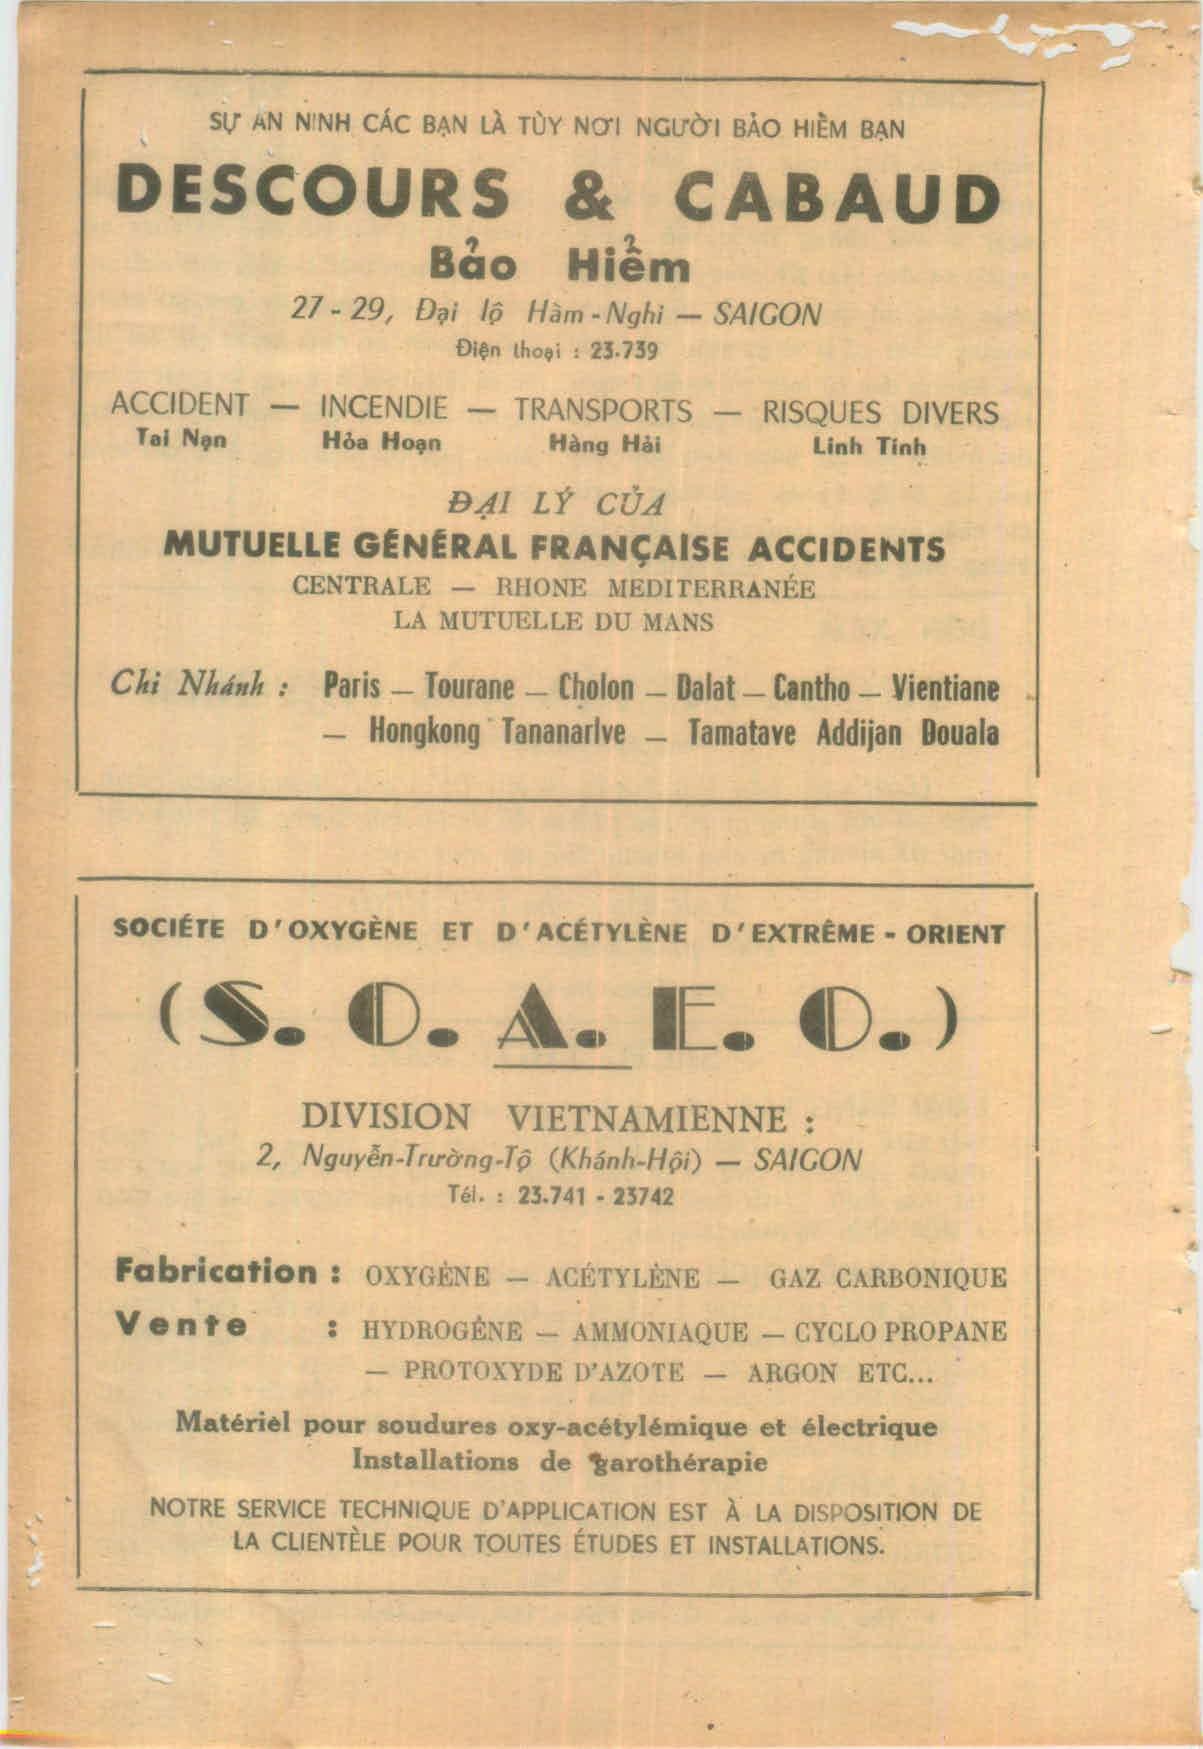 SỰ AN NINH CÁC BẠN LÀ TÙY NƠI NGƯỜI BẢO HIỂM BẠN
DESCOURS & CABAUD
Bảo Hiểm
27 - 29, Đại lộ Hàm - Nghi — SAIGON
Điện thoại : 23.739
ACCIDENT — INCENDIE — TRANSPORTS — RISQUES DIVERS
Tai Nạn Hỏa Hoạn Hàng Hải Linh Tính
ĐẠI LÝ CỦA
MUTUELLE GÉNÉRAL FRANÇAISE ACCIDENTS
CENTRALE — RHONE MEDITERRANÉE
LA MUTUELLE DU MANS
Chi Nhánh : Paris — Tourane — Cholon — Dalat — Cantho — Vientiane
— Hongkong Tananarive — Tamatave Addijan Douala
SOCIÉTE D'OXYGÈNE ET D'ACÉTYLÈNE D'EXTRÊME - ORIENT
(S. O. A. E. O.)
DIVISION VIETNAMIENNE :
2, Nguyễn-Trường-Tộ (Khánh-Hội) — SAIGON
Tél. : 23.741 - 23742
Fabrication : OXYGÈNE — ACÉTYLÈNE — GAZ CARBONIQUE
Vente : HYDROGÈNE — AMMONIAQUE — CYCLO PROPANE
— PROTOXYDE D'AZOTE — ARGON ETC...
Matérièl pour soudures oxy-acétylémique et électrique
Installations de garothérapie
NOTRE SERVICE TECHNIQUE D'APPLICATION EST À LA DISPOSITION DE
LA CLIENTÈLE POUR TOUTES ÉTUDES ET INSTALLATIONS.